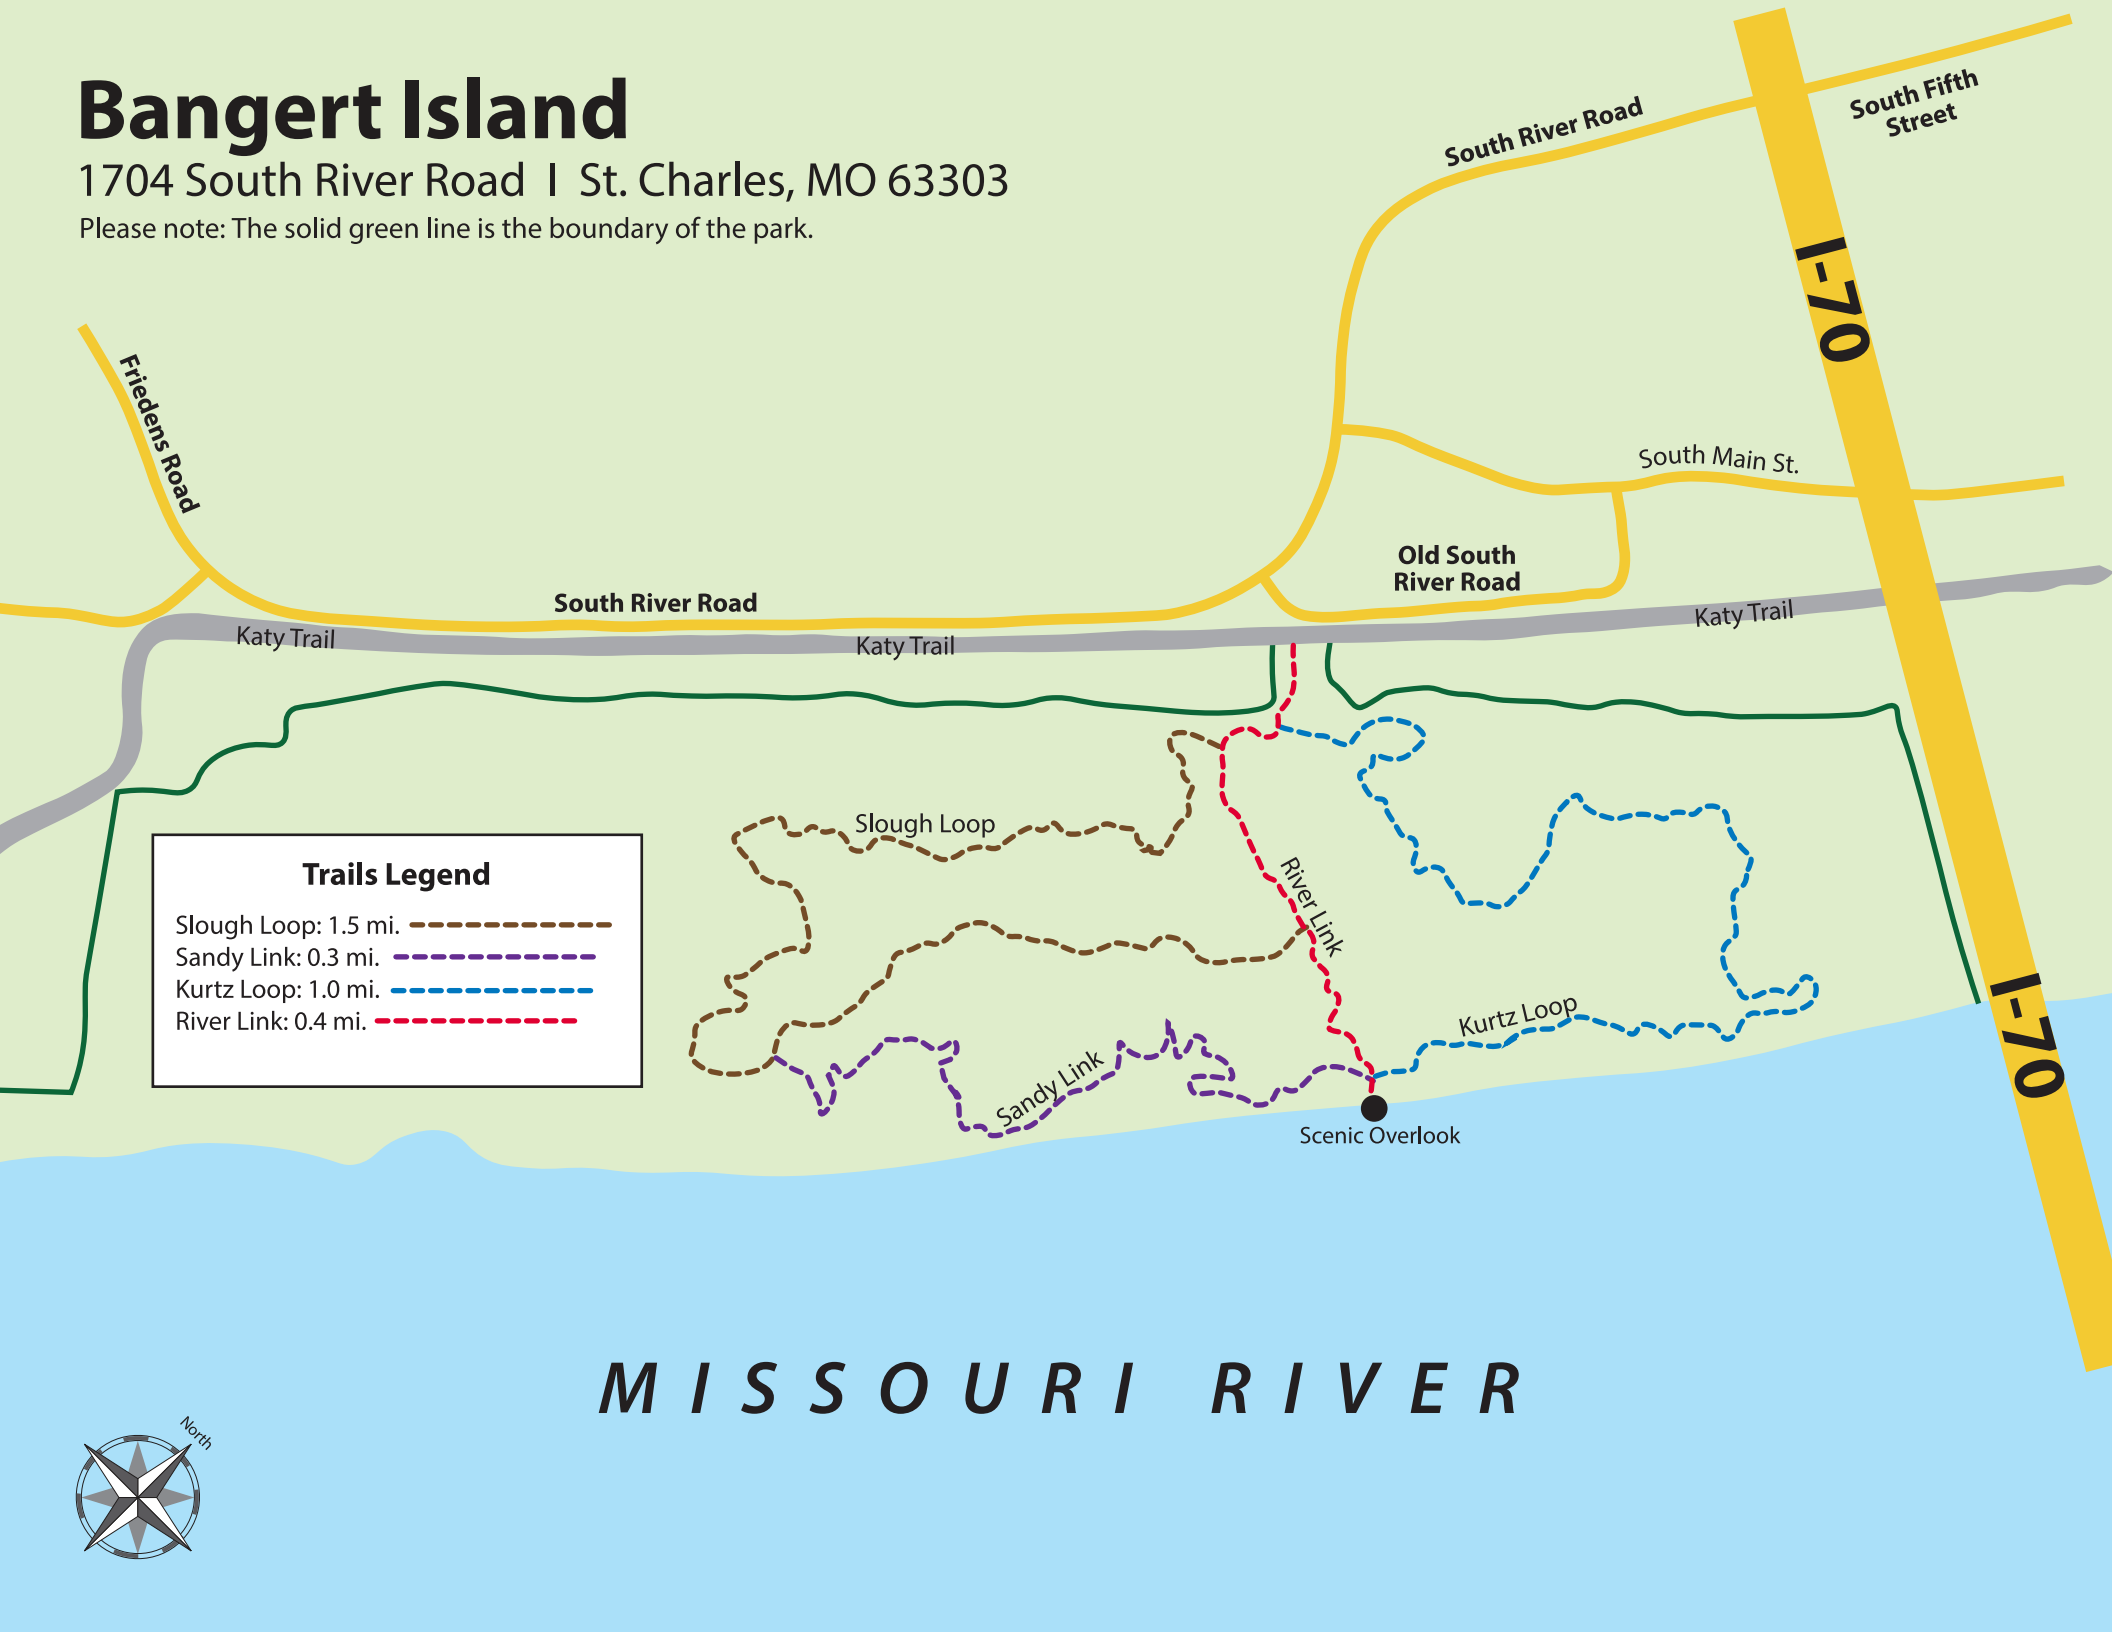 Bangert Island
1704 South River Road I St. Charles, MO 63303
Please note: The solid green line is the boundary of the park.
South Fifth
Street
South River Road
I-70
Friedens Road
South Main St.
Old South
River Road
South River Road
Katy Trail
Katy Trail
Katy Trail
Slough Loop
River Link
Trails Legend
Slough Loop: 1.5 mi.
Sandy Link: 0.3 mi.
Kurtz Loop: 1.0 mi.
River Link: 0.4 mi.
Kurtz Loop
Sandy Link
I-70
Scenic Overlook
MISSOURI RIVER
North